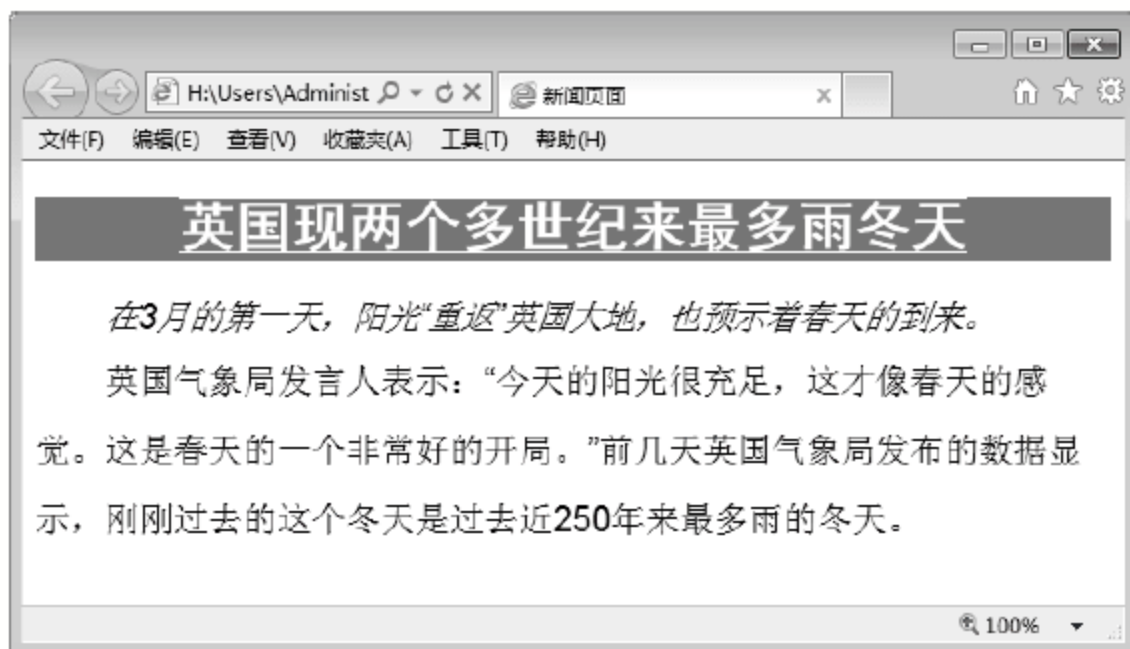 H:\Users\Administ
新闻页面
文件(F) 编辑(E) 查看(V) 收藏夹(A) 工具(T) 帮助(H)
英国现两个多世纪来最多雨冬天
在3月的第一天，阳光“重返”英国大地，也预示着春天的到来。
英国气象局发言人表示：“今天的阳光很充足，这才像春天的感
觉。这是春天的一个非常好的开局。”前几天英国气象局发布的数据显
示，刚刚过去的这个冬天是过去近250年来最多雨的冬天。
100%